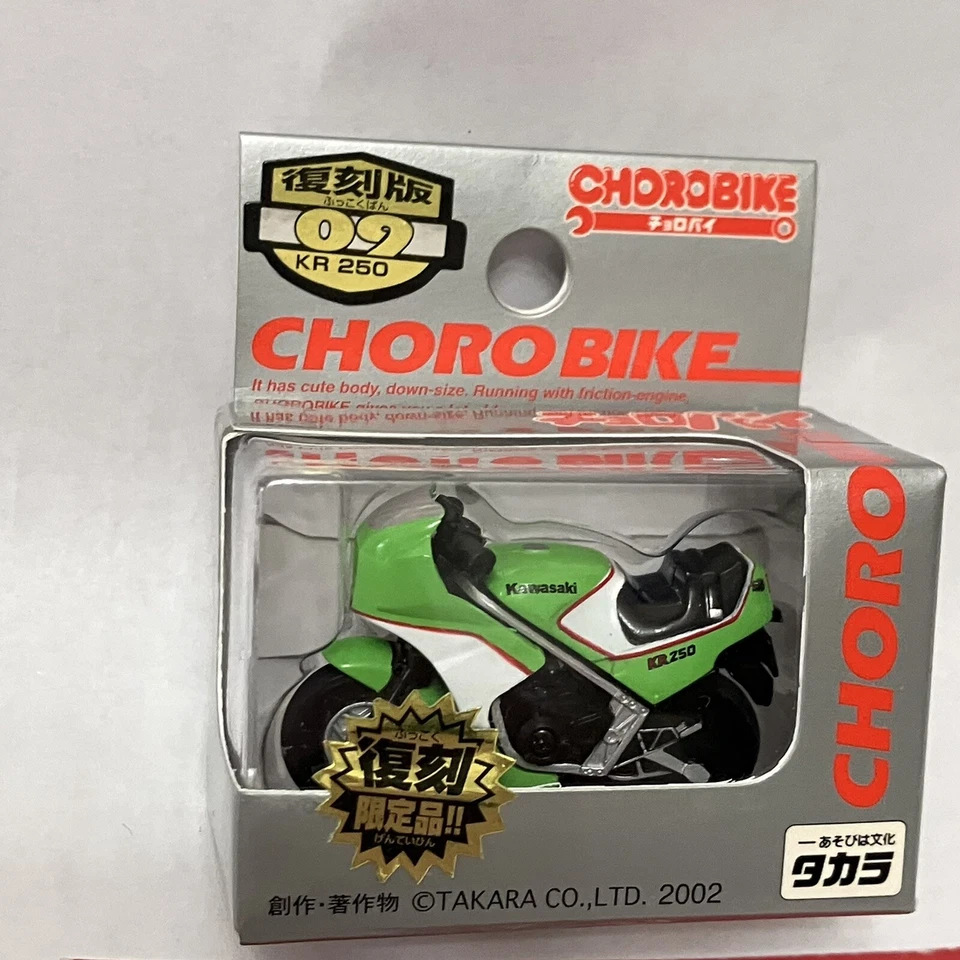 復刻版
ふっこくばん
09
KR 250
CHOROBIKE
チョロバイ
CHORO BIKE
It has cute body, down-size. Running with friction-engine,
CHORO
Kawasaki
KR250
ふっこく
復刻
限定品!!
げんていひん
ーあそびは文化
タカラ
創作・著作物 ©TAKARA CO.,LTD. 2002